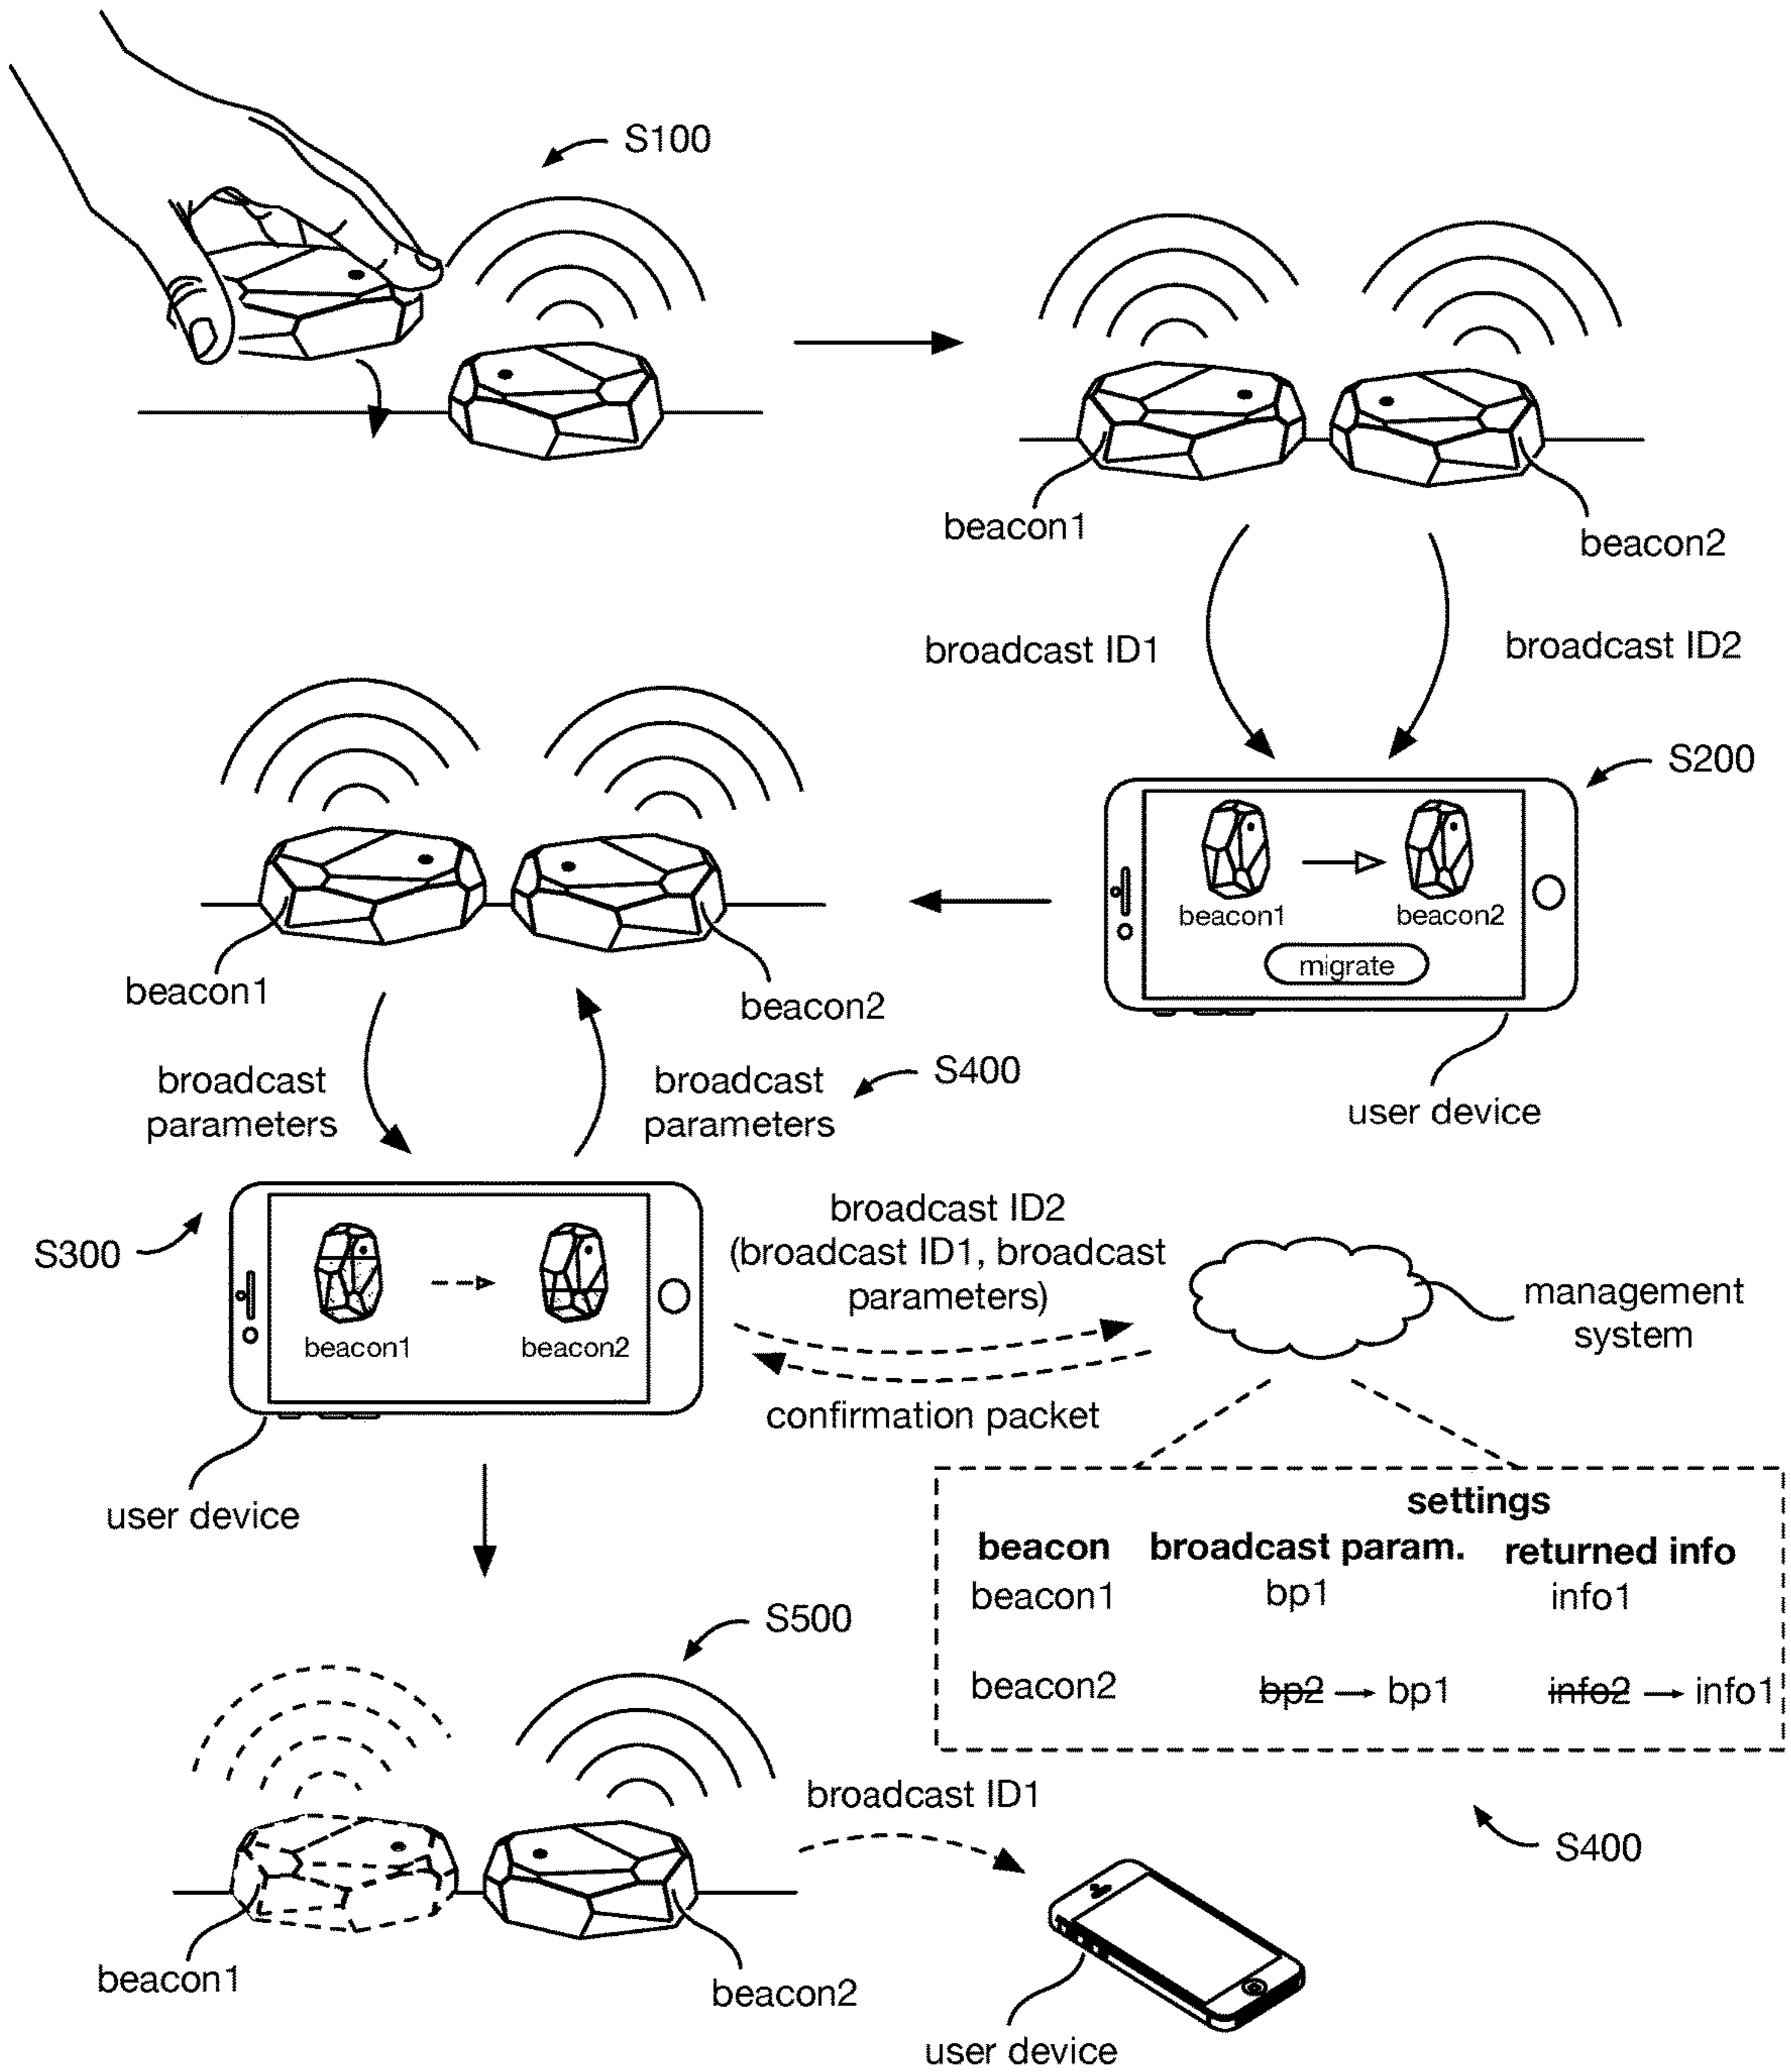 S100
beacon1
beacon2
broadcast ID1
broadcast ID2
S200
beacon1
beacon2
migrate
user device
beacon1
beacon2
broadcast
parameters
broadcast
parameters
S400
S300
beacon1
beacon2
user device
broadcast ID2
(broadcast ID1, broadcast
parameters)
confirmation packet
management
system
settings
beacon broadcast param. returned info
beacon1 bp1 info1
beacon2 bp2 → bp1 info2 → info1
S400
S500
beacon1
beacon2
broadcast ID1
user device